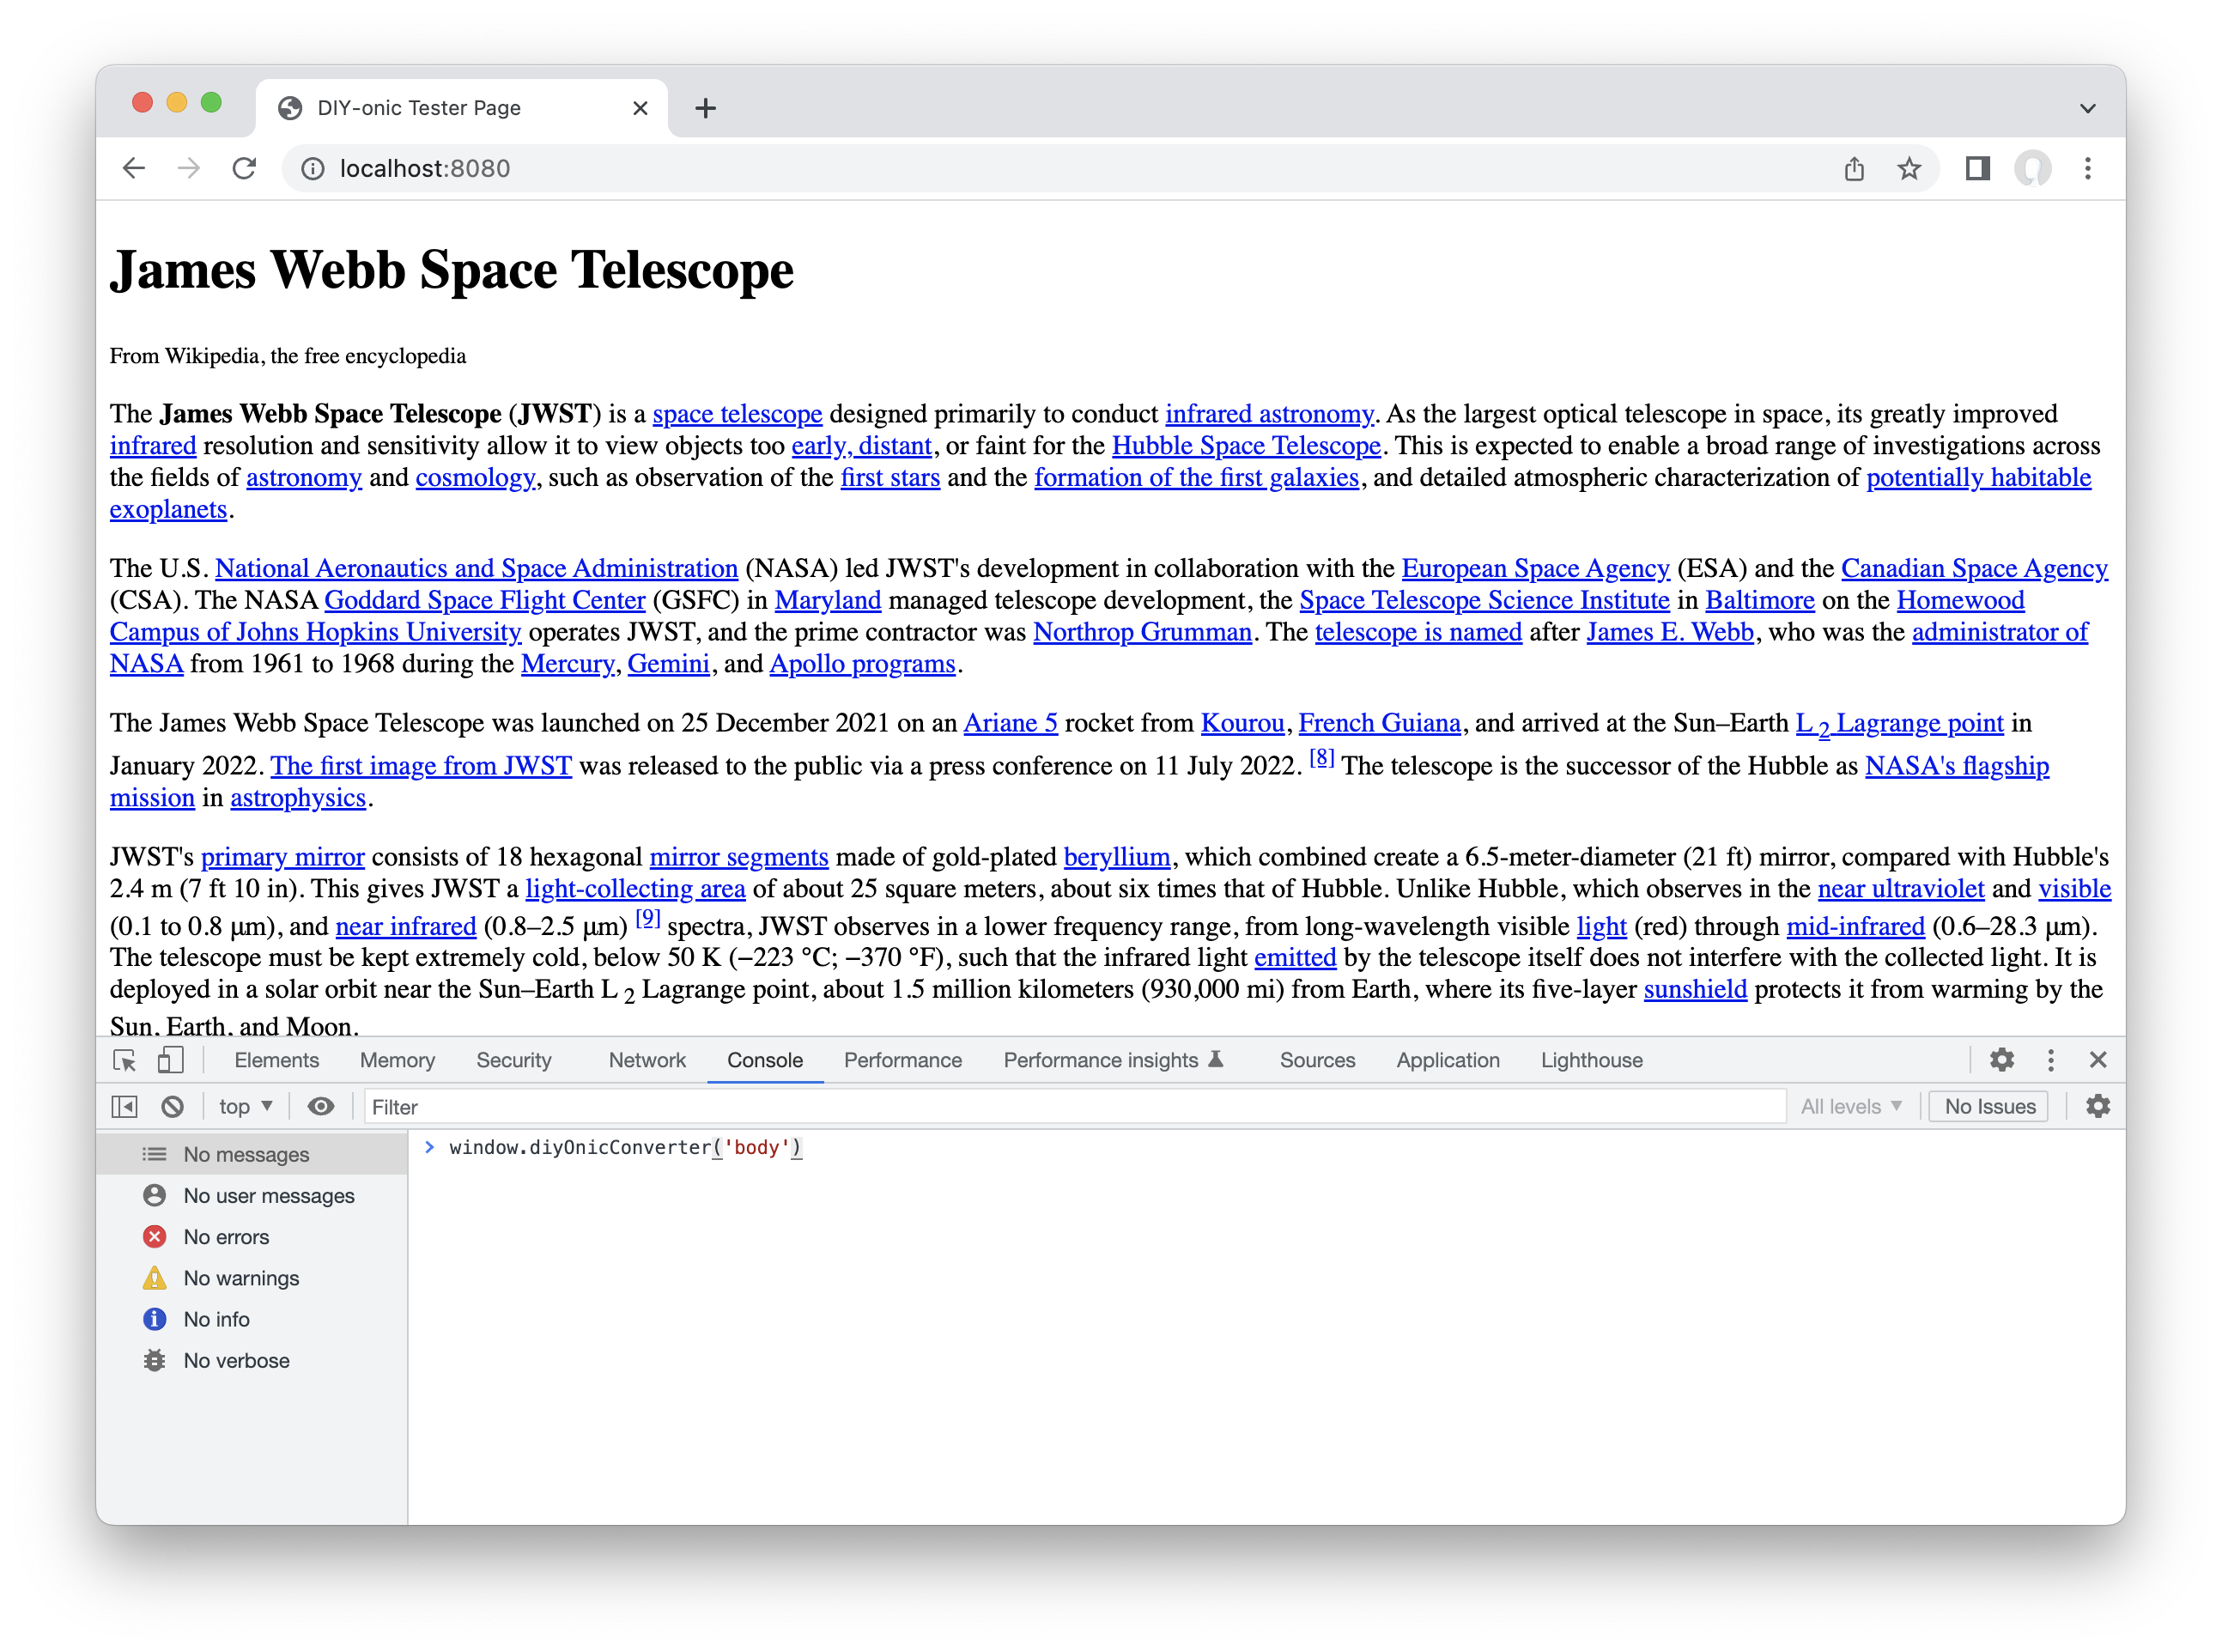 DIY-onic Tester Page
localhost:8080
James Webb Space Telescope
From Wikipedia, the free encyclopedia
The James Webb Space Telescope (JWST) is a space telescope designed primarily to conduct infrared astronomy. As the largest optical telescope in space, its greatly improved
infrared resolution and sensitivity allow it to view objects too early, distant, or faint for the Hubble Space Telescope. This is expected to enable a broad range of investigations across
the fields of astronomy and cosmology, such as observation of the first stars and the formation of the first galaxies, and detailed atmospheric characterization of potentially habitable
exoplanets.
The U.S. National Aeronautics and Space Administration (NASA) led JWST's development in collaboration with the European Space Agency (ESA) and the Canadian Space Agency
(CSA). The NASA Goddard Space Flight Center (GSFC) in Maryland managed telescope development, the Space Telescope Science Institute in Baltimore on the Homewood
Campus of Johns Hopkins University operates JWST, and the prime contractor was Northrop Grumman. The telescope is named after James E. Webb, who was the administrator of
NASA from 1961 to 1968 during the Mercury, Gemini, and Apollo programs.
The James Webb Space Telescope was launched on 25 December 2021 on an Ariane 5 rocket from Kourou, French Guiana, and arrived at the Sun–Earth L 2 Lagrange point in
January 2022. The first image from JWST was released to the public via a press conference on 11 July 2022. [8] The telescope is the successor of the Hubble as NASA's flagship
mission in astrophysics.
JWST's primary mirror consists of 18 hexagonal mirror segments made of gold-plated beryllium, which combined create a 6.5-meter-diameter (21 ft) mirror, compared with Hubble's
2.4 m (7 ft 10 in). This gives JWST a light-collecting area of about 25 square meters, about six times that of Hubble. Unlike Hubble, which observes in the near ultraviolet and visible
(0.1 to 0.8 μm), and near infrared (0.8–2.5 μm) [9] spectra, JWST observes in a lower frequency range, from long-wavelength visible light (red) through mid-infrared (0.6–28.3 μm).
The telescope must be kept extremely cold, below 50 K (−223 °C; −370 °F), such that the infrared light emitted by the telescope itself does not interfere with the collected light. It is
deployed in a solar orbit near the Sun–Earth L 2 Lagrange point, about 1.5 million kilometers (930,000 mi) from Earth, where its five-layer sunshield protects it from warming by the
Sun, Earth, and Moon.
Elements Memory Security Network Console Performance Performance insights Sources Application Lighthouse
top Filter All levels No Issues
No messages
> window.diyOnicConverter('body')
No user messages
No errors
No warnings
No info
No verbose